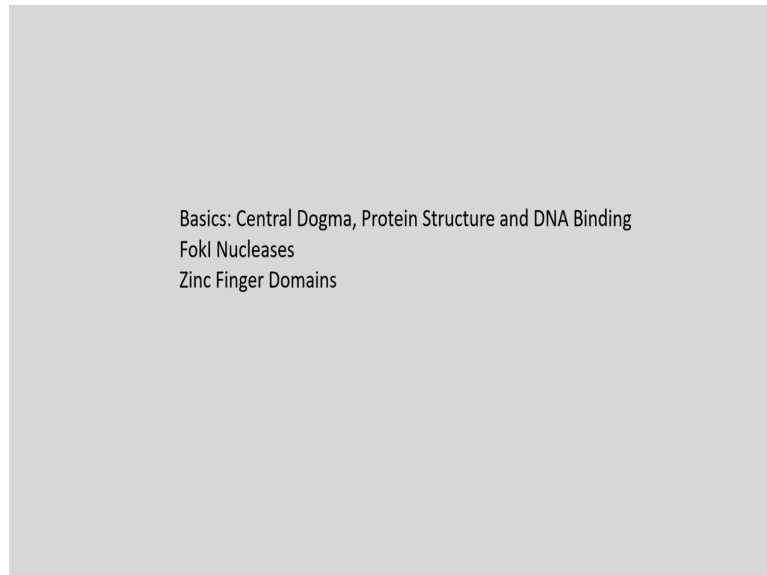 Basics: Central Dogma, Protein Structure and DNA Binding
FokI Nucleases
Zinc Finger Domains